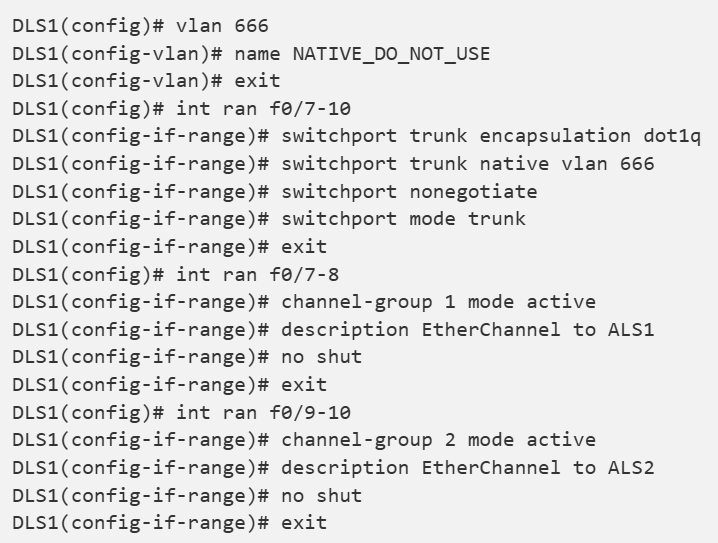 DLS1(config)# vlan 666
DLS1(config-vlan)# name NATIVE_DO_NOT_USE
DLS1(config-vlan)# exit
DLS1(config)# int ran f0/7-10
DLS1(config-if-range)# switchport trunk encapsulation dot1q
DLS1(config-if-range)# switchport trunk native vlan 666
DLS1(config-if-range)# switchport nonegotiate
DLS1(config-if-range)# switchport mode trunk
DLS1(config-if-range)# exit
DLS1(config)# int ran f0/7-8
DLS1(config-if-range)# channel-group 1 mode active
DLS1(config-if-range)# description EtherChannel to ALS1
DLS1(config-if-range)# no shut
DLS1(config-if-range)# exit
DLS1(config)# int ran f0/9-10
DLS1(config-if-range)# channel-group 2 mode active
DLS1(config-if-range)# description EtherChannel to ALS2
DLS1(config-if-range)# no shut
DLS1(config-if-range)# exit